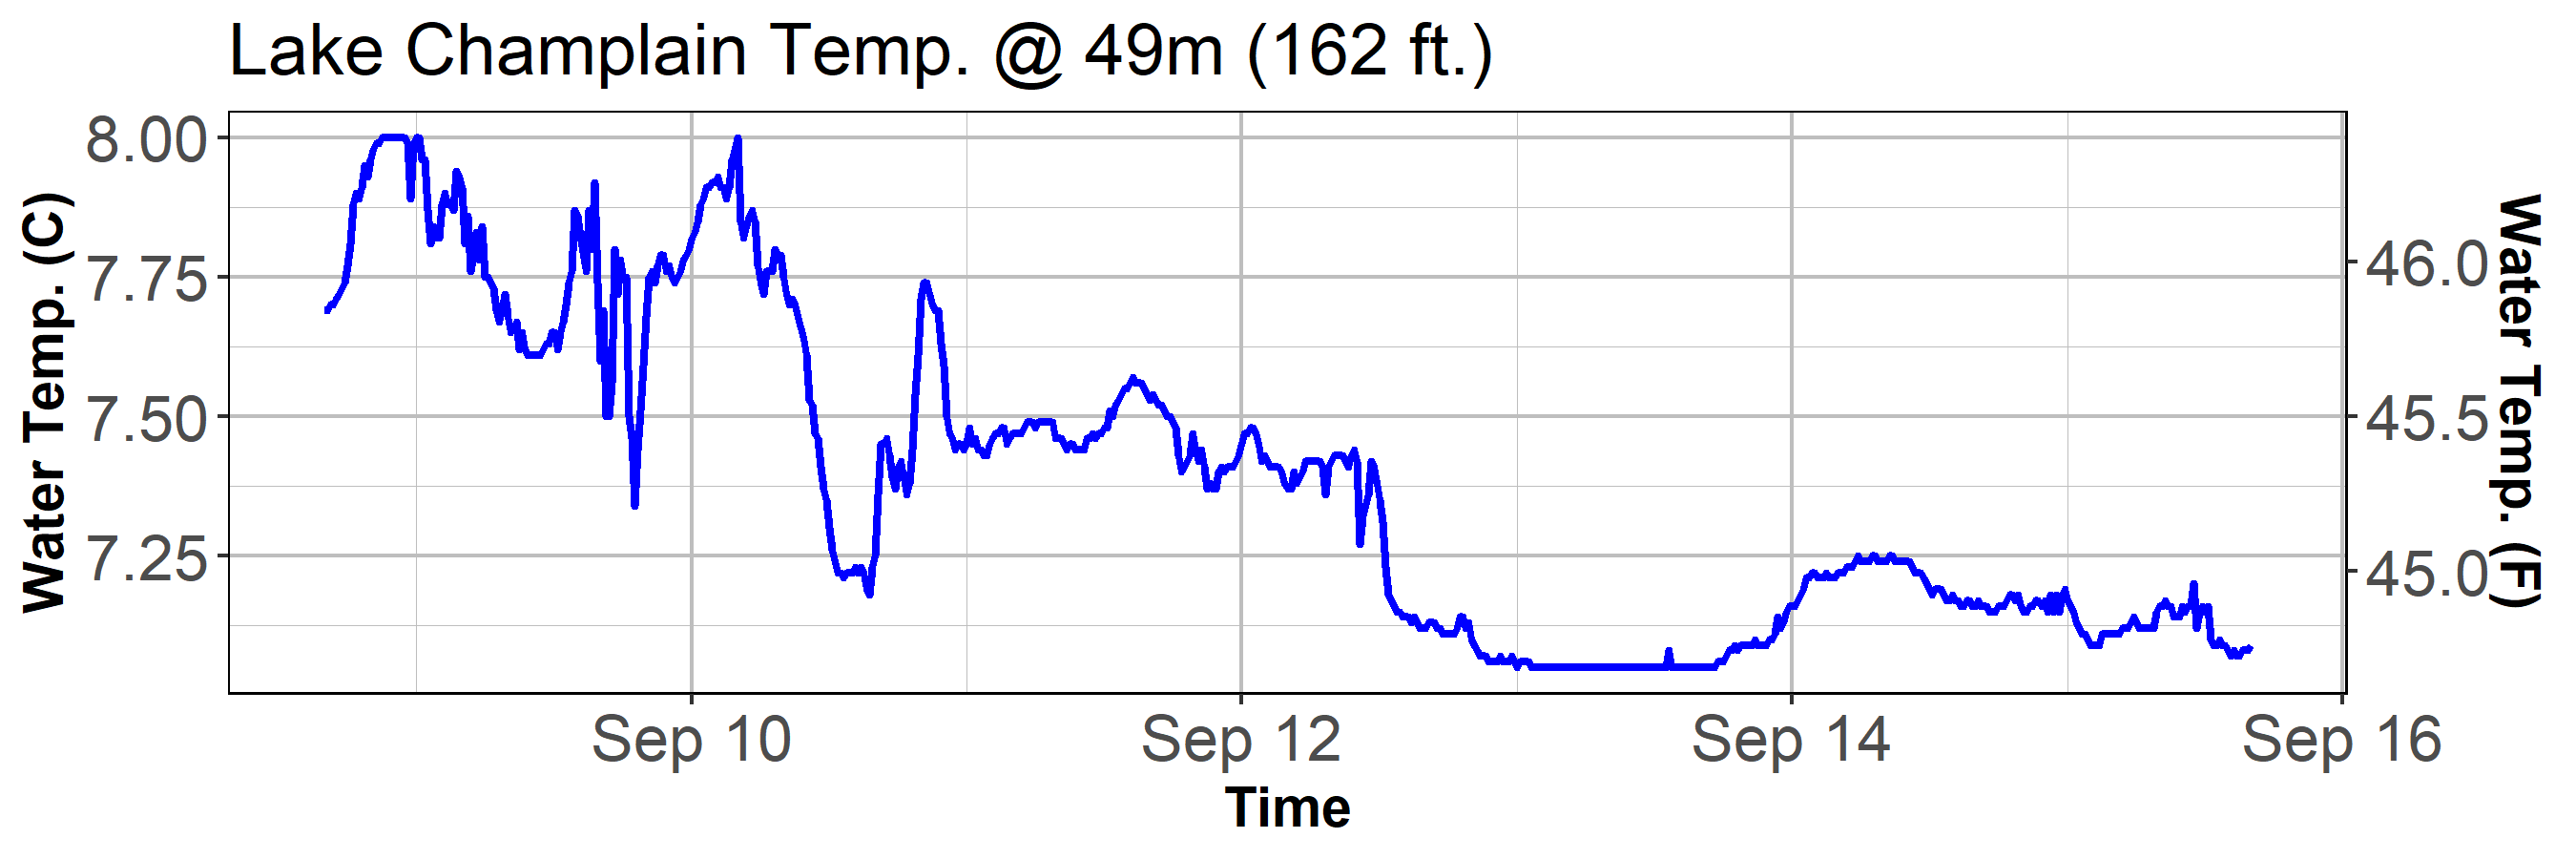 Lake Champlain Temp. @ 49m (162 ft.)
Water Temp. (C)
8.00
7.75
7.50
7.25
46.0
45.5
45.0
Water Temp. (F)
Sep 10 Sep 12 Sep 14 Sep 16
Time